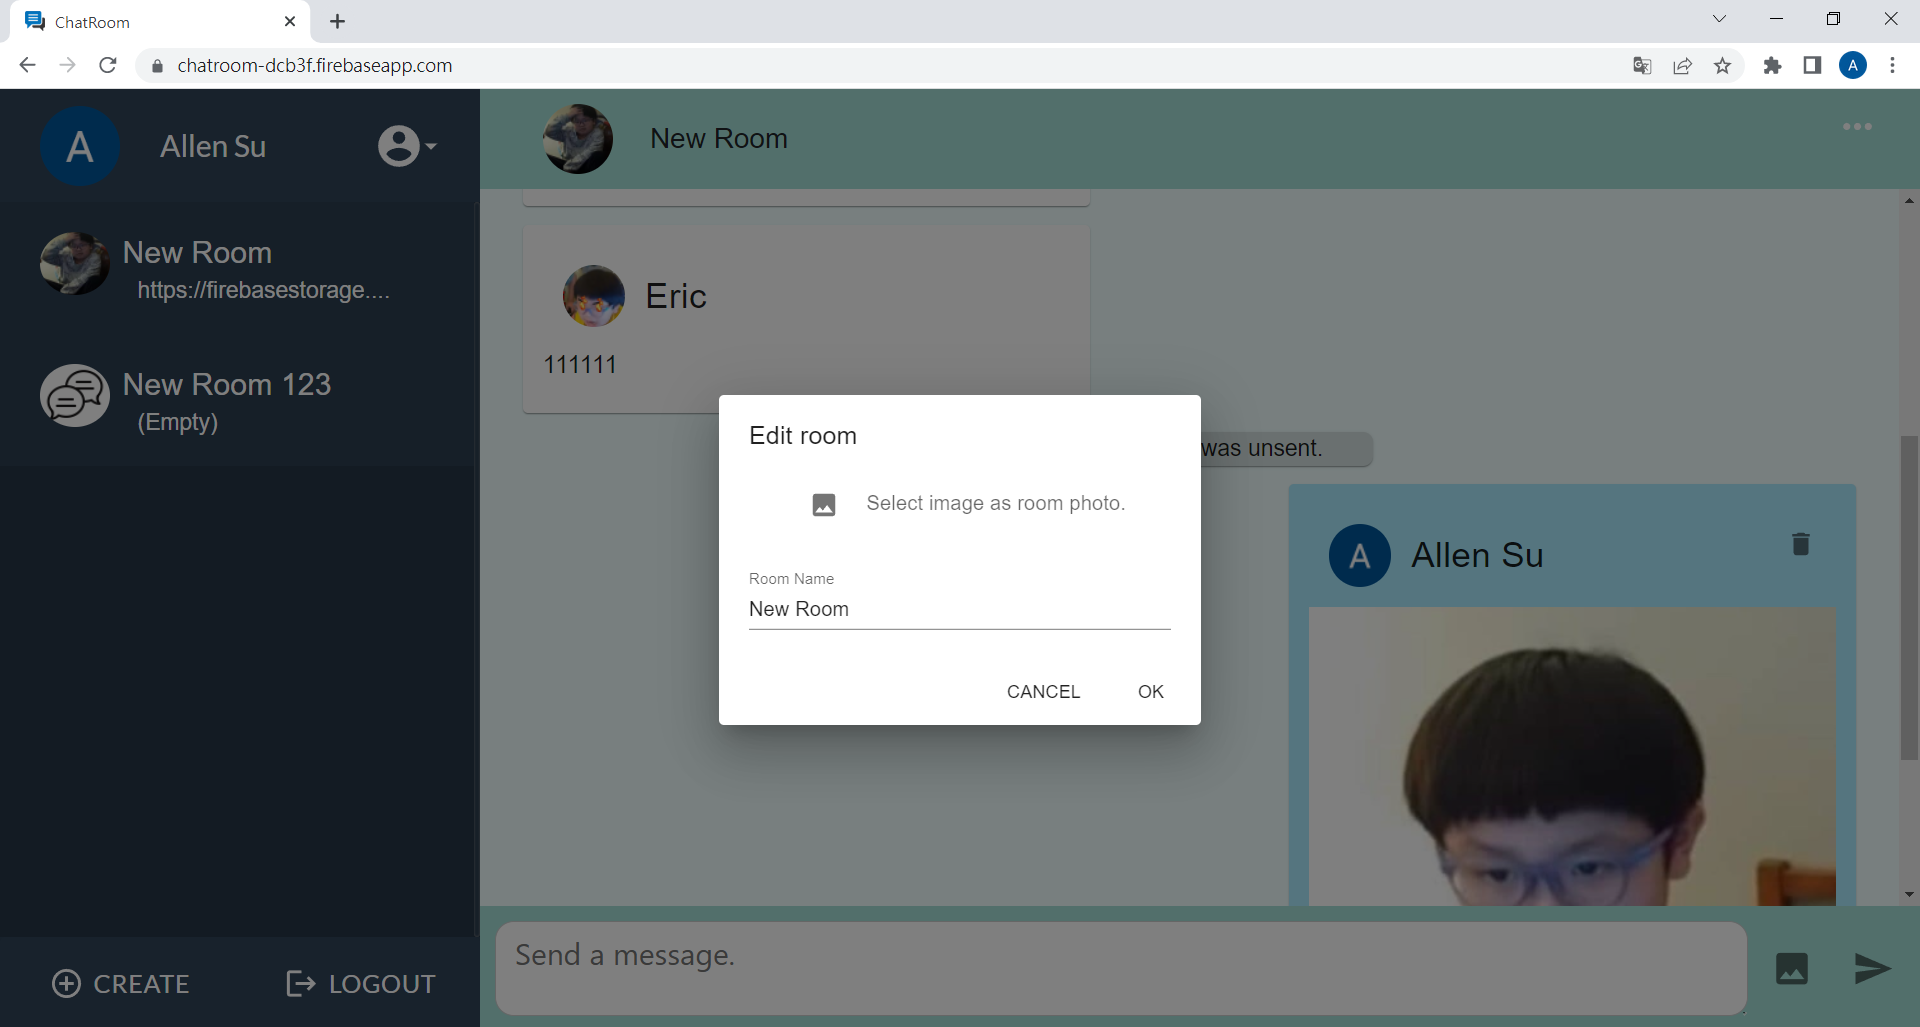 ChatRoom
chatroom-dcb3f.firebaseapp.com
A
A
Allen Su
New Room
https://firebasestorage....
New Room 123
(Empty)
CREATE
LOGOUT
New Room
Eric
111111
was unsent.
A
Allen Su
Edit room
Select image as room photo.
Room Name
New Room
CANCEL
OK
Send a message.